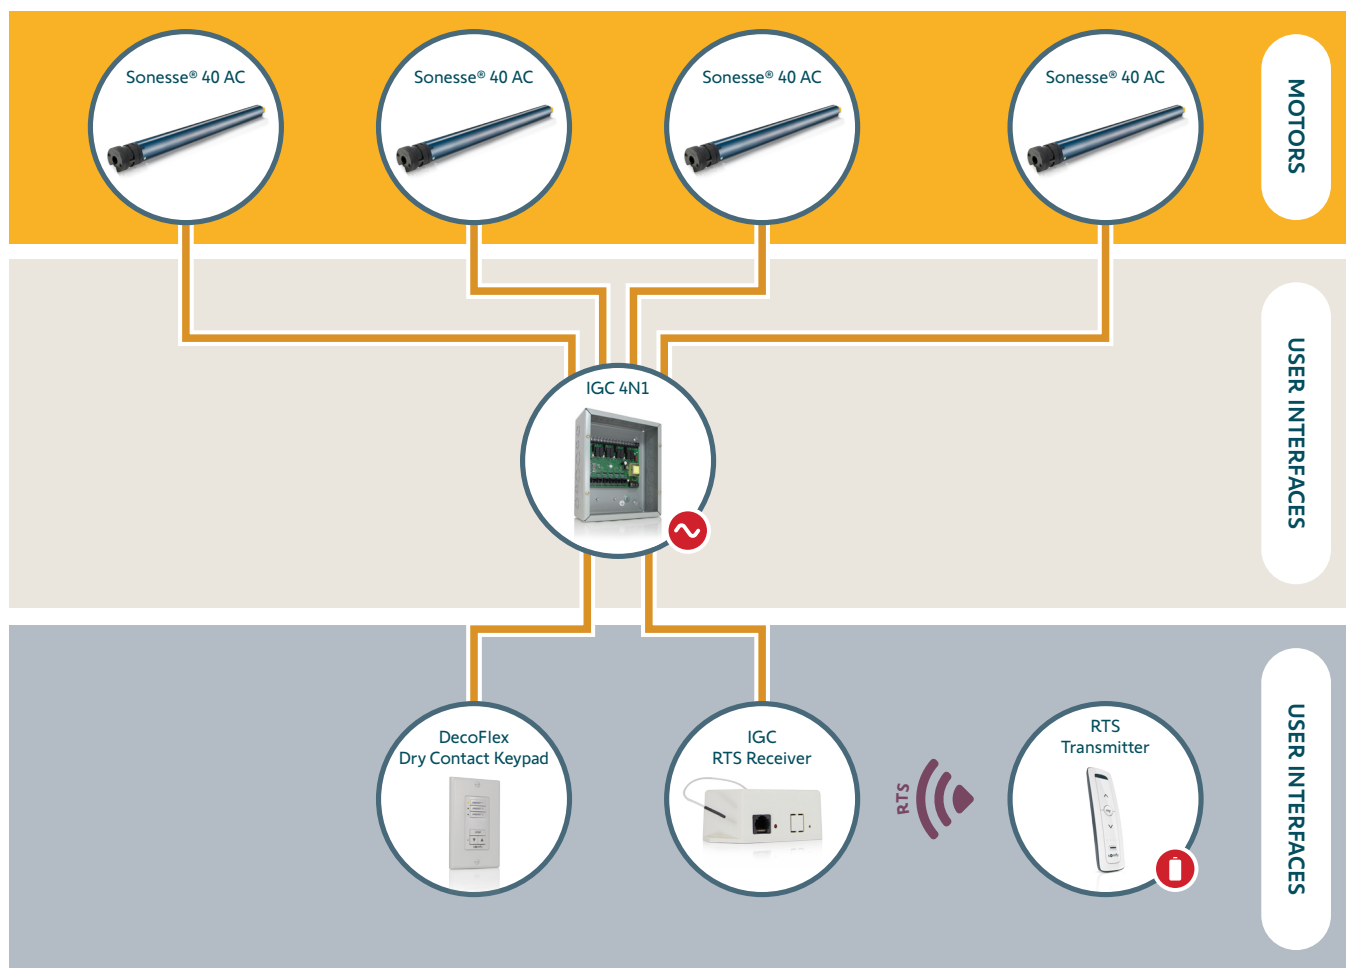 Sonesse® 40 AC
Sonesse® 40 AC
Sonesse® 40 AC
Sonesse® 40 AC
MOTORS
IGC 4N1
USER INTERFACES
DecoFlex
Dry Contact Keypad
IGC
RTS Receiver
RTS
RTS
Transmitter
USER INTERFACES